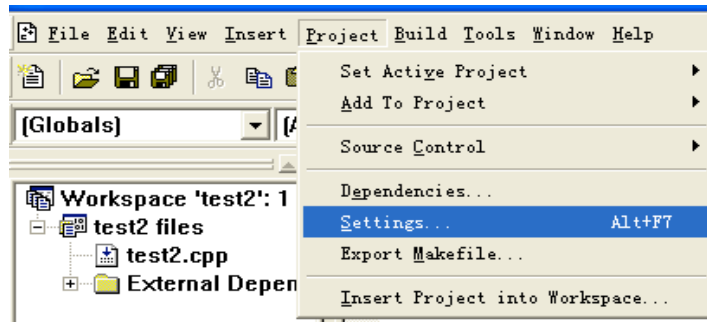 File Edit View Insert Project Build Tools Window Help
Set Active Project
Add To Project
(Globals)
Source Control
Workspace 'test2': 1
Dependencies...
test2 files
Settings... Alt+F7
test2.cpp
Export Makefile...
External Depen
Insert Project into Workspace...